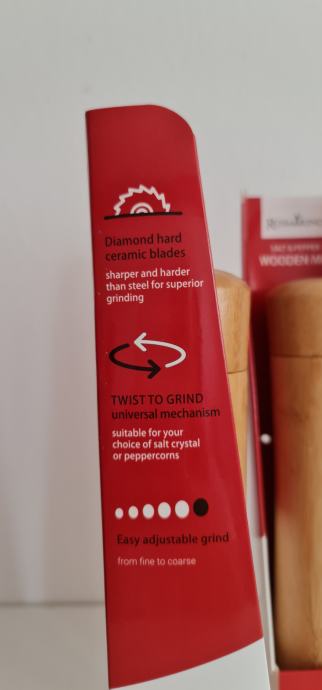 Diamond hard
ceramic blades
sharper and harder
than steel for superior
grinding
TWIST TO GRIND
universal mechanism
suitable for your
choice of salt crystal
or peppercorns
Easy adjustable grind
from fine to coarse
SALT & PEPPER
WOODEN